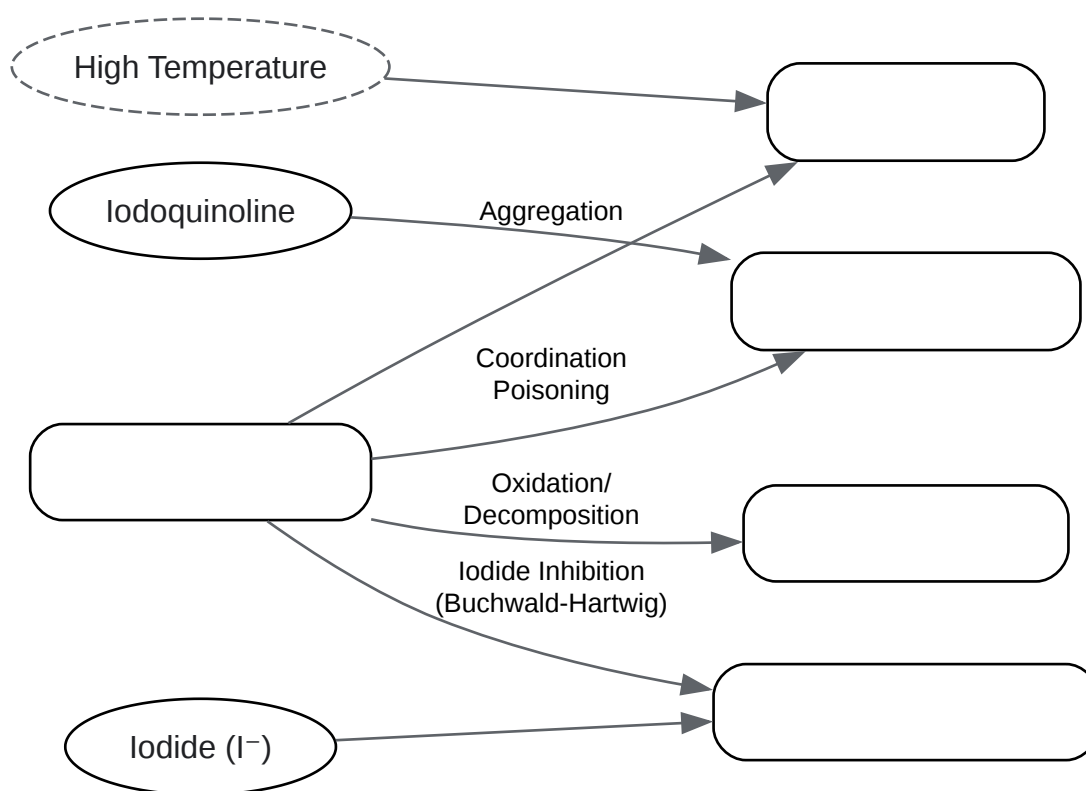 High Temperature
Iodoquinoline
Aggregation
Coordination
Poisoning
Oxidation/
Decomposition
Iodide Inhibition
(Buchwald-Hartwig)
Iodide (I⁻)